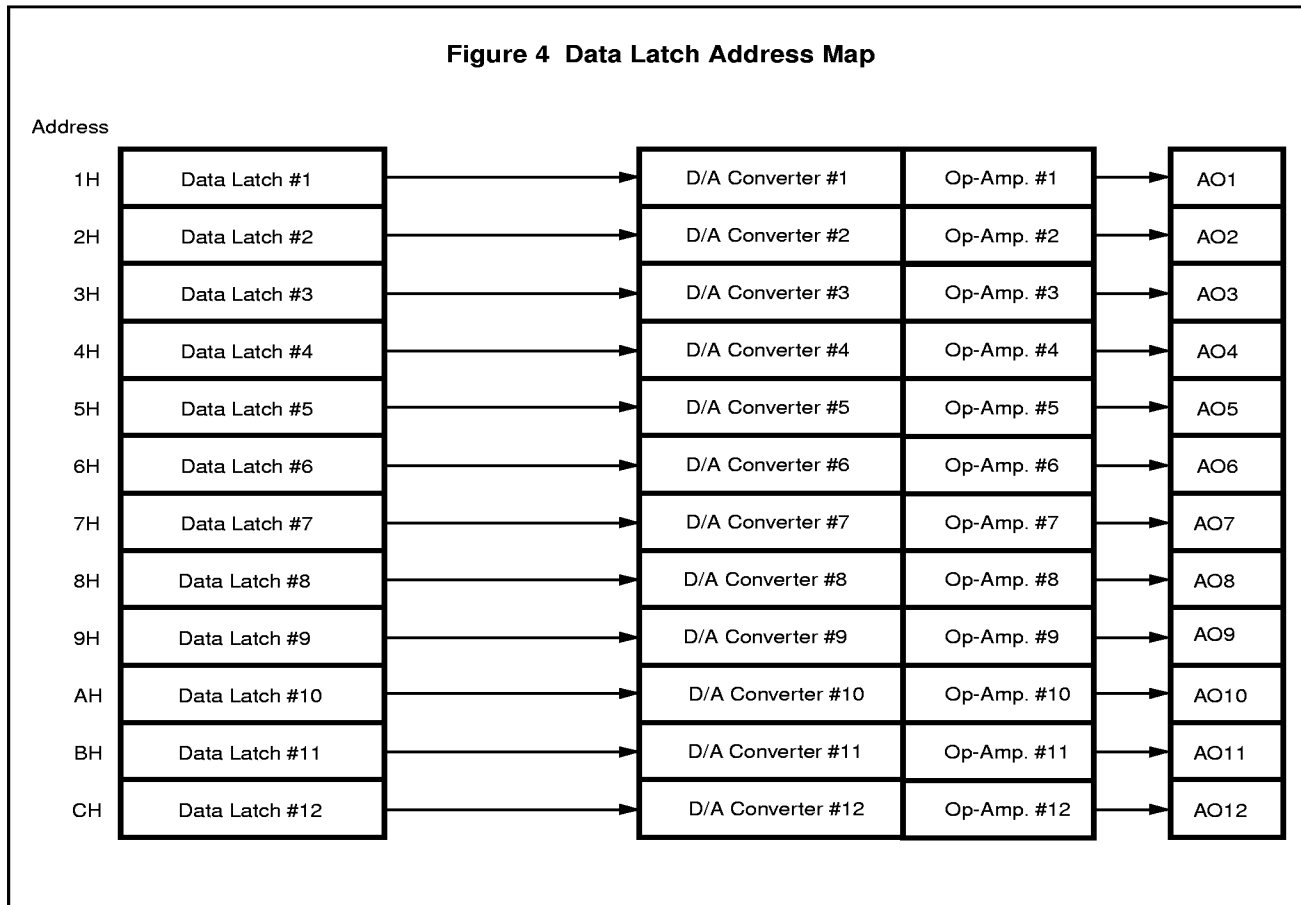 Figure 4 Data Latch Address Map
Address
1H Data Latch #1 D/A Converter #1 Op-Amp. #1 AO1
2H Data Latch #2 D/A Converter #2 Op-Amp. #2 AO2
3H Data Latch #3 D/A Converter #3 Op-Amp. #3 AO3
4H Data Latch #4 D/A Converter #4 Op-Amp. #4 AO4
5H Data Latch #5 D/A Converter #5 Op-Amp. #5 AO5
6H Data Latch #6 D/A Converter #6 Op-Amp. #6 AO6
7H Data Latch #7 D/A Converter #7 Op-Amp. #7 AO7
8H Data Latch #8 D/A Converter #8 Op-Amp. #8 AO8
9H Data Latch #9 D/A Converter #9 Op-Amp. #9 AO9
AH Data Latch #10 D/A Converter #10 Op-Amp. #10 AO10
BH Data Latch #11 D/A Converter #11 Op-Amp. #11 AO11
CH Data Latch #12 D/A Converter #12 Op-Amp. #12 AO12